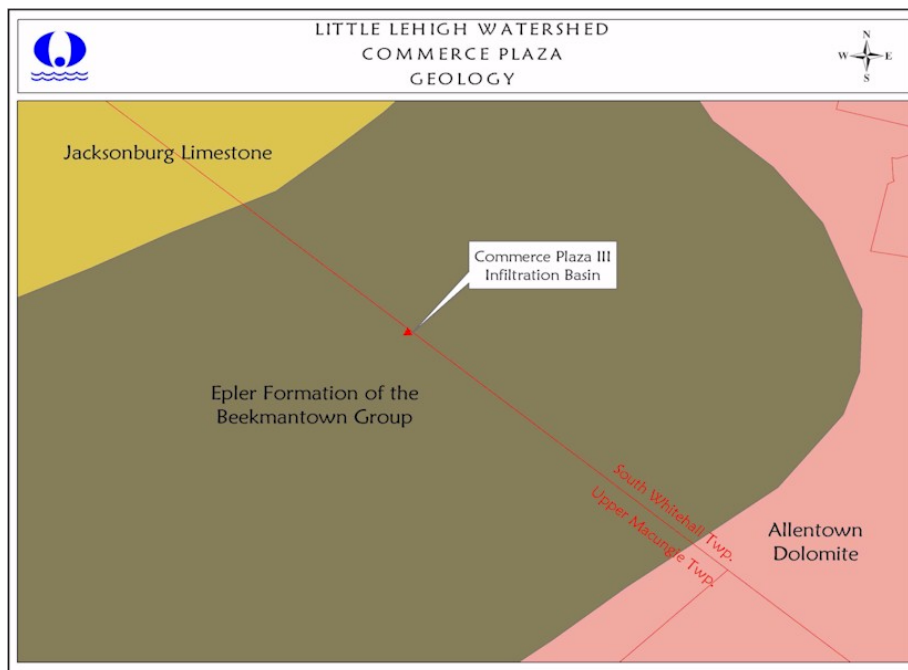 LITTLE LEHIGH WATERSHED
COMMERCE PLAZA
GEOLOGY
N
W E
S
Jacksonburg Limestone
Commerce Plaza III
Infiltration Basin
Epler Formation of the
Beekmantown Group
South Whitehall Twp.
Upper Macungie Twp.
Allentown
Dolomite